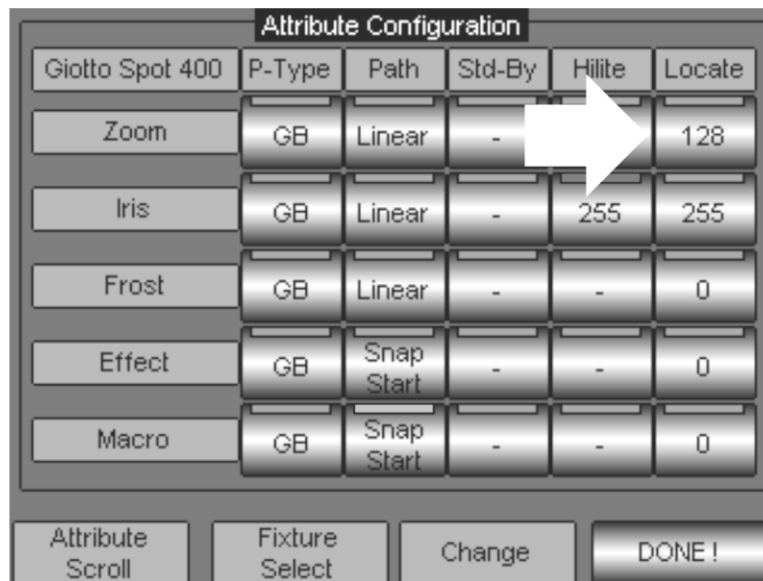 Attribute Configuration
Giotto Spot 400 P-Type Path Std-By Hilite Locate
Zoom GB Linear - 128
Iris GB Linear - 255 255
Frost GB Linear - - 0
Effect GB Snap Start - - 0
Macro GB Snap Start - - 0
Attribute Scroll Fixture Select Change DONE !